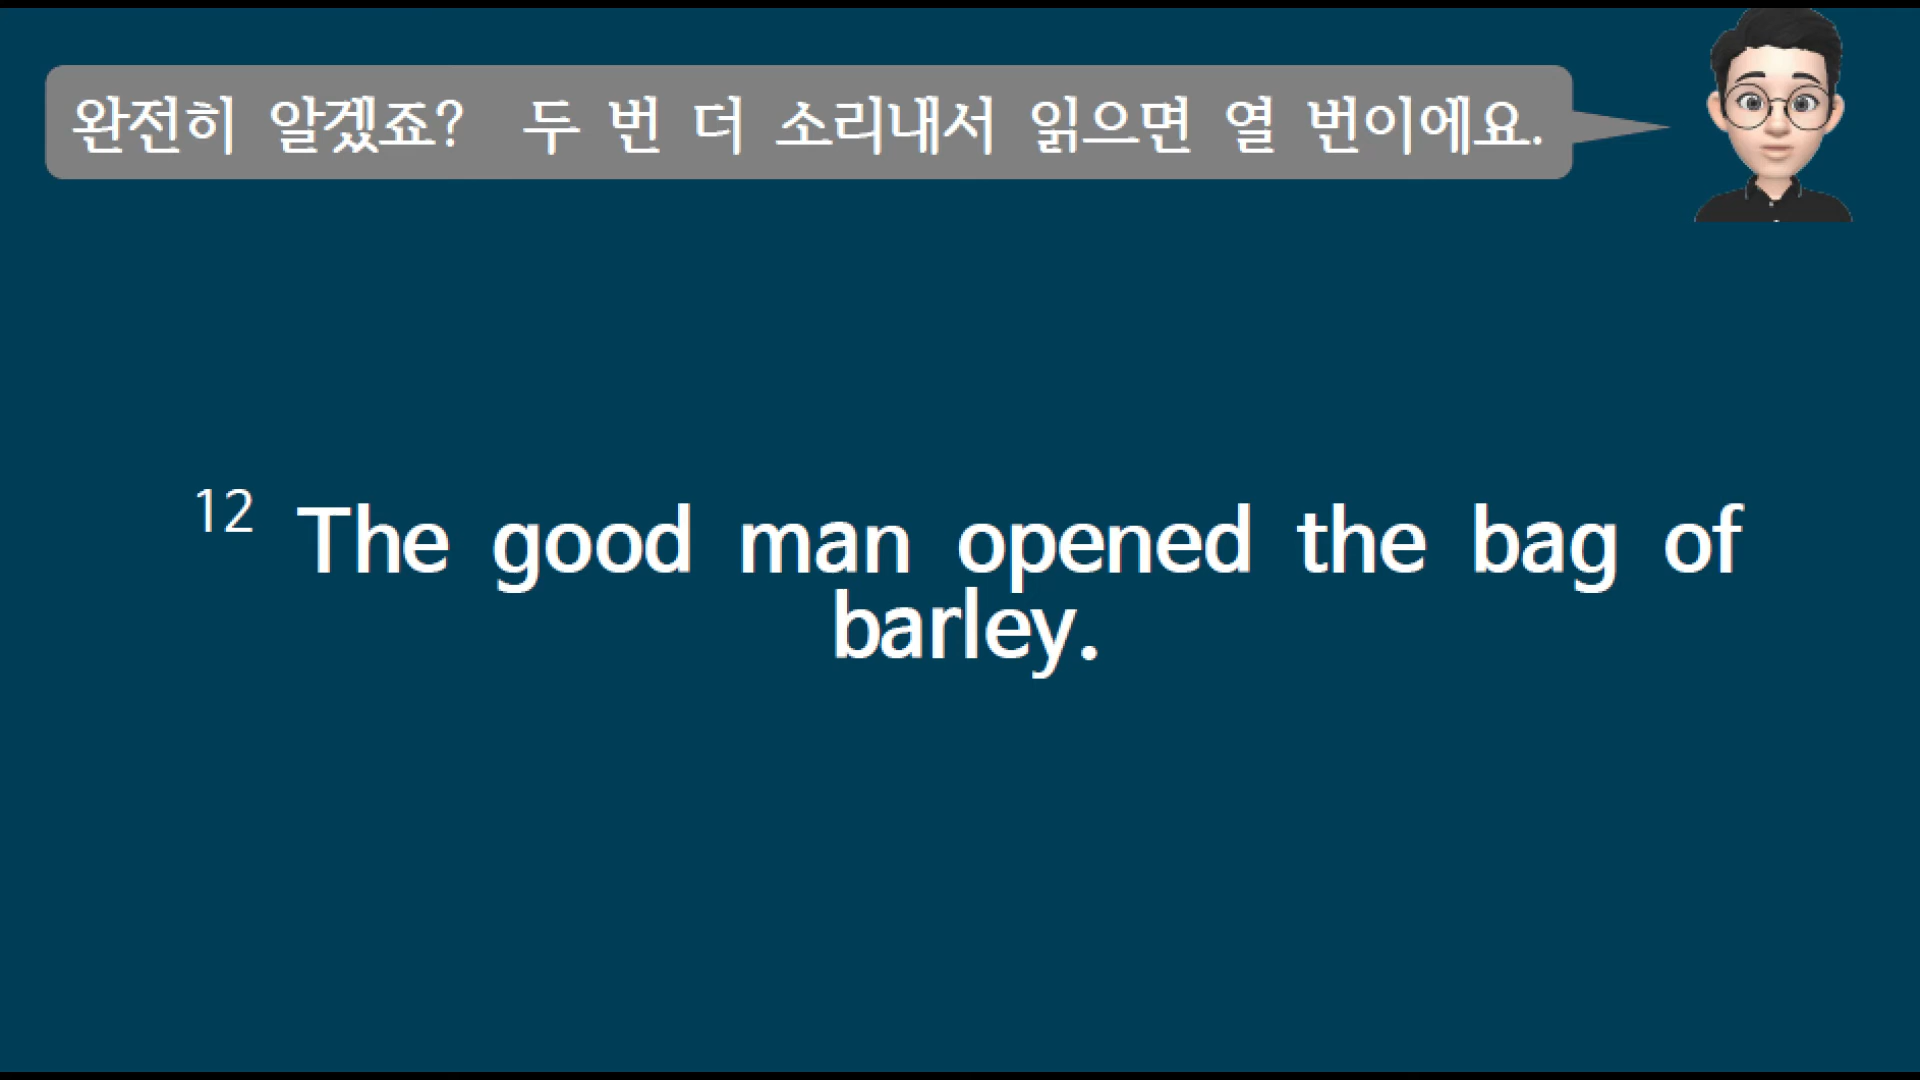 완전히 알겠죠? 두 번 더 소리내서 읽으면 열 번이에요.
12 The good man opened the bag of
barley.